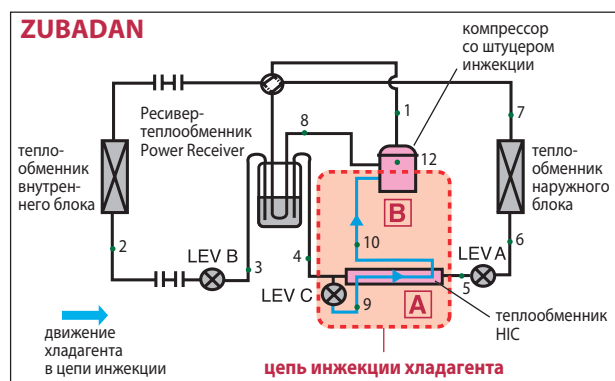 ZUBADAN
компрессор
со штуцером
инжекции
Ресивер-
теплообменник
Power Receiver
тепло-
обменник
внутрен-
него блока
1
7
8
12
тепло-
обменник
наружного
блока
B
2
10
6
LEV B
3
4
LEV A
5
LEV C
9
A
теплообменник
HIC
движение
хладагента
в цепи инжекции
цепь инжекции хладагента